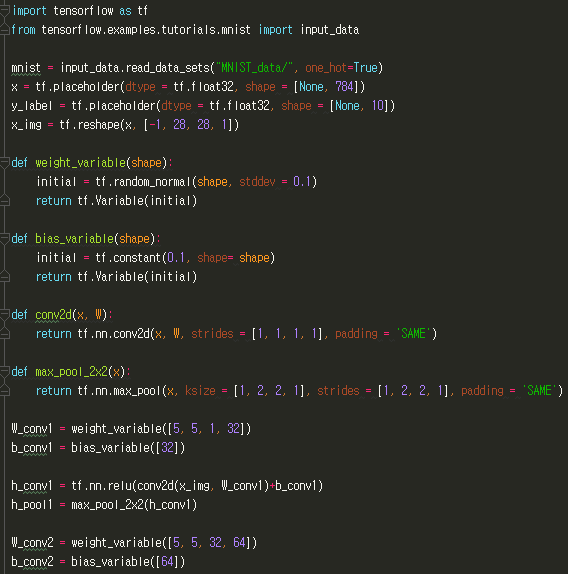 import tensorflow as tf
from tensorflow.examples.tutorials.mnist import input_data
mnist = input_data.read_data_sets("MNIST_data/", one_hot=True)
x = tf.placeholder(dtype = tf.float32, shape = [None, 784])
y_label = tf.placeholder(dtype = tf.float32, shape = [None, 10])
x_img = tf.reshape(x, [-1, 28, 28, 1])
def weight_variable(shape):
    initial = tf.random_normal(shape, stddev = 0.1)
    return tf.Variable(initial)
def bias_variable(shape):
    initial = tf.constant(0.1, shape= shape)
    return tf.Variable(initial)
def conv2d(x, W):
    return tf.nn.conv2d(x, W, strides = [1, 1, 1, 1], padding = 'SAME')
def max_pool_2x2(x):
    return tf.nn.max_pool(x, ksize = [1, 2, 2, 1], strides = [1, 2, 2, 1], padding = 'SAME')
W_conv1 = weight_variable([5, 5, 1, 32])
b_conv1 = bias_variable([32])
h_conv1 = tf.nn.relu(conv2d(x_img, W_conv1)+b_conv1)
h_pool1 = max_pool_2x2(h_conv1)
W_conv2 = weight_variable([5, 5, 32, 64])
b_conv2 = bias_variable([64])